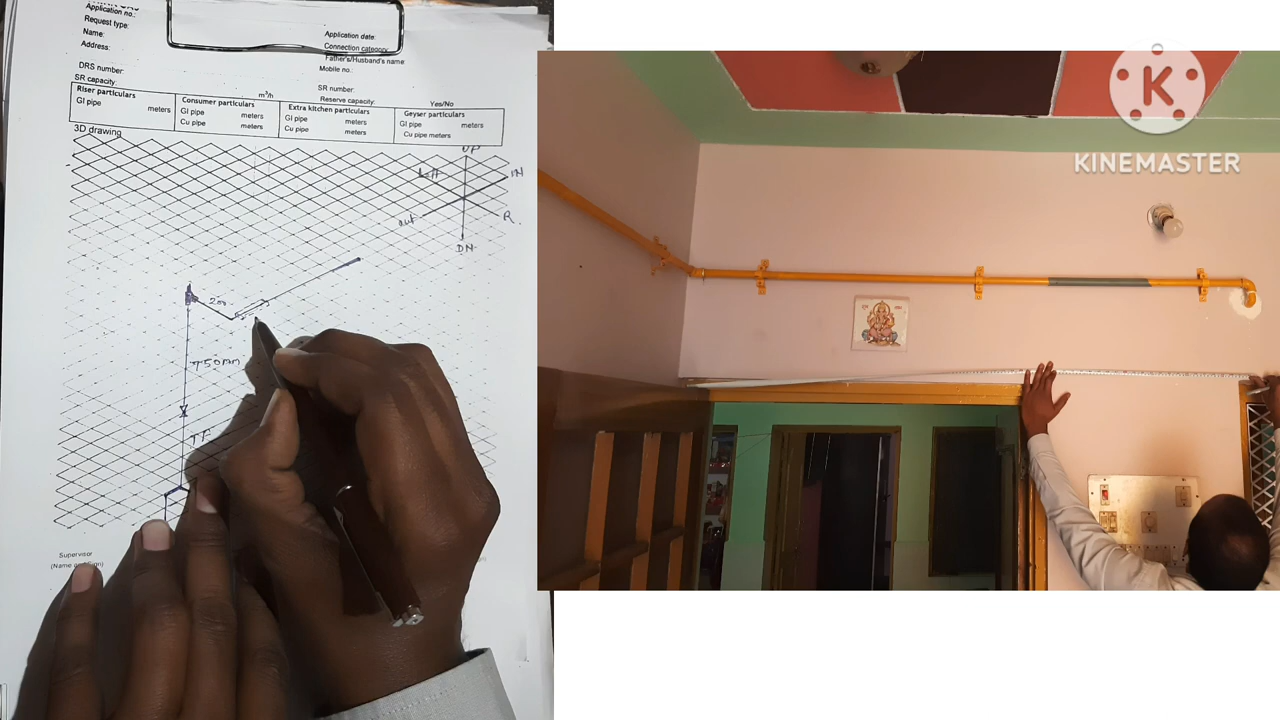 Application no.:
Request type:
Name:
Address:
DRS number:
SR capacity:
m³/h
Application date:
Connection category
Father's/Husband's name:
Mobile no.:
SR number:
Reserve capacity:
Yes/No
Riser particulars
GI pipe meters
Consumer particulars
GI pipe meters
Cu pipe meters
Extra kitchen particulars
GI pipe meters
Cu pipe meters
Geyser particulars
GI pipe meters
Cu pipe meters
3D drawing
UP
IN
R.
out
DN
200
TF
Supervisor
K
KINEMASTER